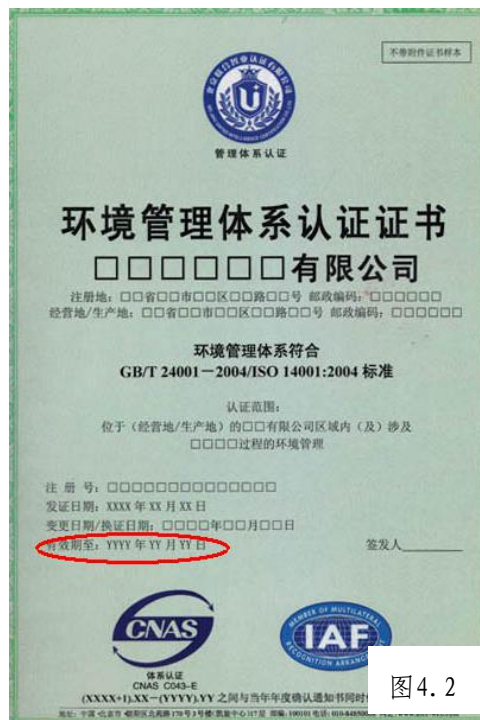 不带附件证书样本
管理体系认证
环境管理体系认证证书
□□□□□□有限公司
注册地：□□省□□市□□区□□路□□号 邮政编码：□□□□□□
经营地/生产地：□□省□□市□□区□□路□□号 邮政编码：□□□□□□
环境管理体系符合
GB/T 24001－2004/ISO 14001:2004 标准
认证范围：
位于（经营地/生产地）的□□有限公司区域内（及）涉及
□□□□过程的环境管理
注 册 号：□□□□□□□□□□□□□□
发证日期：XXXX 年 XX 月 XX 日
变更日期/换证日期：□□□□年□□月□□日
有效期至：YYYY 年 YY 月 YY 日
签发人
CNAS
体系认证
CNAS C043-E
MEMBER OF MULTILATERAL
IAF
RECOGNITION ARRANGEMENT
(XXXX+1).XX－(YYYY).YY 之间与当年年度确认通知书同时
图4.2